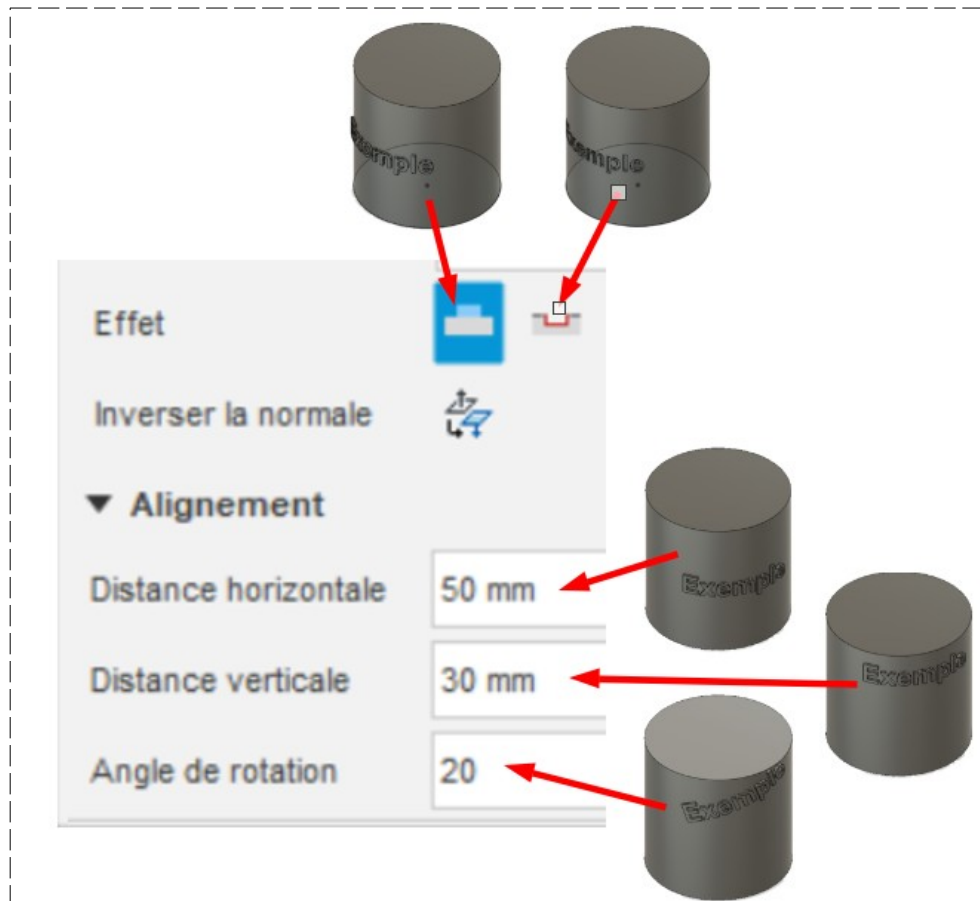 Exemple
xemple
Effet
Inverser la normale
Alignement
Distance horizontale
50 mm
Exemple
Distance verticale
30 mm
Exemple
Angle de rotation
20
Exemple